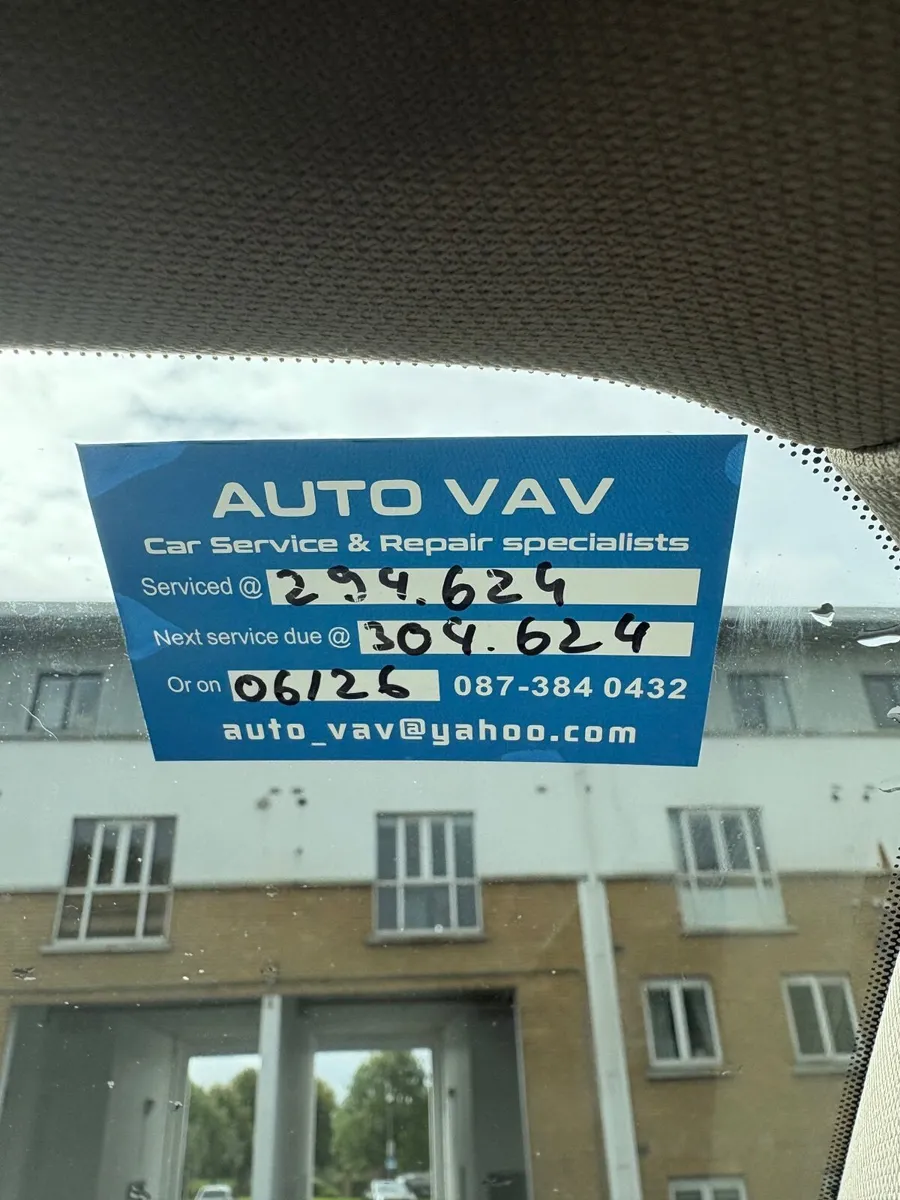 AUTO VAV
Car Service & Repair specialists
Serviced @ 294.624
Next service due @ 304.624
Or on 06/26 087-384 0432
auto_vav@yahoo.com